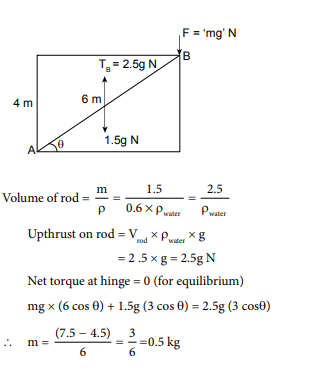 F = 'mg' N
B
T_B = 2.5g N
4 m
6 m
A θ
1.5g N
Volume of rod = m/ρ = 1.5/(0.6 × ρ_water) = 2.5/ρ_water
Upthrust on rod = V_rod × ρ_water × g
= 2 .5 × g = 2.5g N
Net torque at hinge = 0 (for equilibrium)
mg × (6 cos θ) + 1.5g (3 cos θ) = 2.5g (3 cosθ)
∴ m = (7.5 − 4.5)/6 = 3/6 =0.5 kg